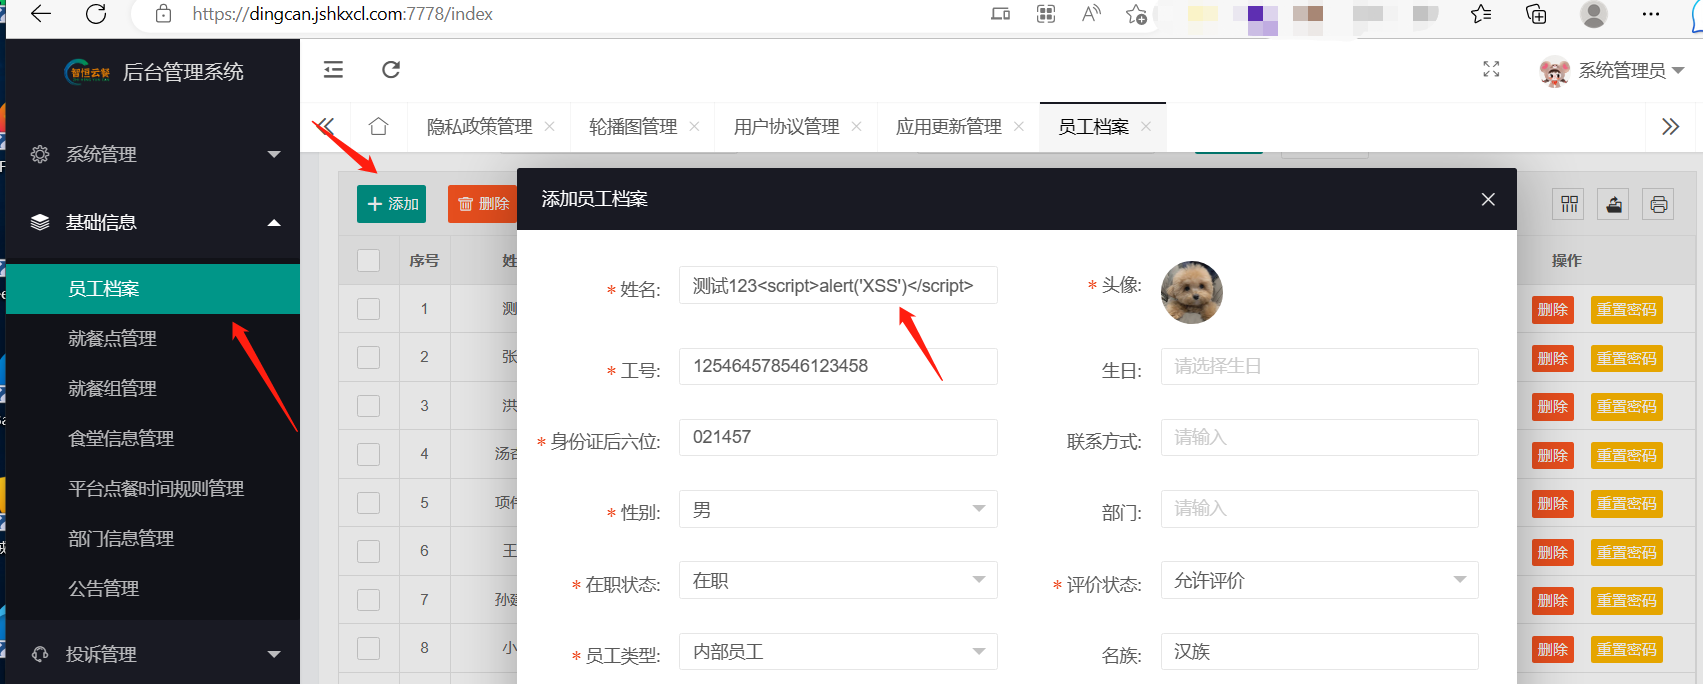 https://dingcan.jshkxcl.com:7778/index
智恒云餐 后台管理系统
系统管理员
隐私政策管理
轮播图管理
用户协议管理
应用更新管理
员工档案
系统管理
基础信息
员工档案
就餐点管理
就餐组管理
食堂信息管理
平台点餐时间规则管理
部门信息管理
公告管理
投诉管理
添加
删除
序号
姓
操作
1
测
删除
重置密码
2
张
删除
重置密码
3
洪
删除
重置密码
4
汤
删除
重置密码
5
项
删除
重置密码
6
王
删除
重置密码
7
孙
删除
重置密码
8
小
删除
重置密码
添加员工档案
* 姓名:
测试123<script>alert('XSS')</script>
* 头像:
* 工号:
125464578546123458
生日:
请选择生日
* 身份证后六位:
021457
联系方式:
请输入
* 性别:
男
部门:
请输入
* 在职状态:
在职
* 评价状态:
允许评价
* 员工类型:
内部员工
名族:
汉族